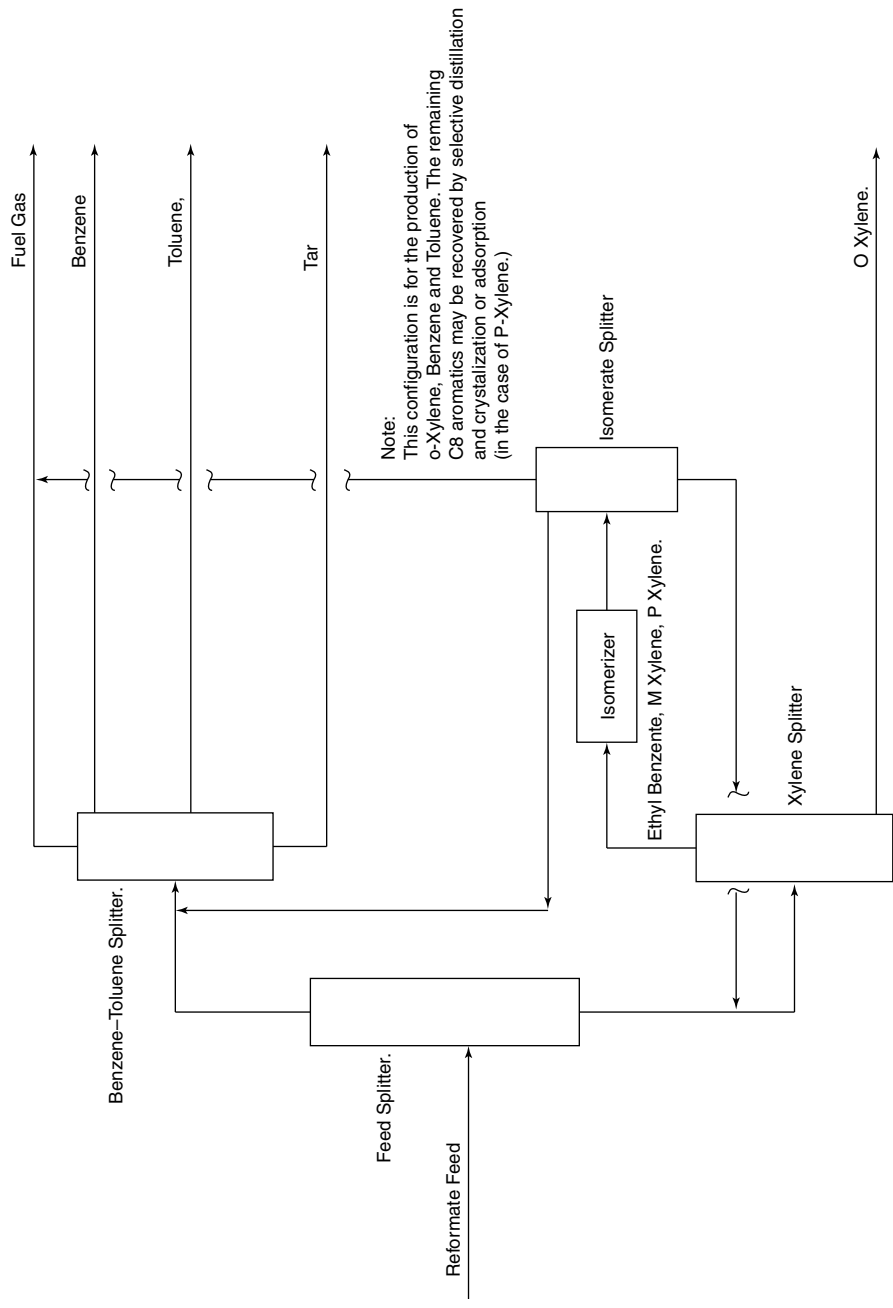 Fuel Gas
Benzene
Toluene,
Tar
Benzene–Toluene Splitter.
Note:
This configuration is for the production of
o-Xylene, Benzene and Toluene. The remaining
C8 aromatics may be recovered by selective distillation
and crystalization or adsorption
(in the case of P-Xylene.)
Feed Splitter.
Reformate Feed
Isomerizer
Isomerate Splitter
Ethyl Benzente, M Xylene, P Xylene.
Xylene Splitter
O Xylene.